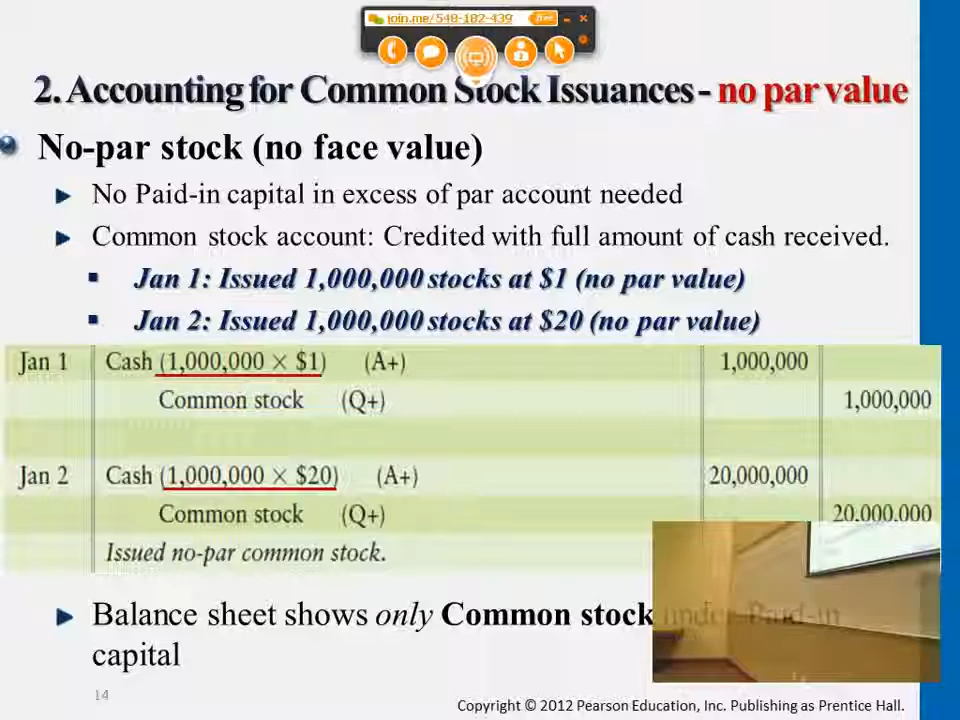 join.me/548-182-439
2. Accounting for Common Stock Issuances - no par value
No-par stock (no face value)
No Paid-in capital in excess of par account needed
Common stock account: Credited with full amount of cash received.
Jan 1: Issued 1,000,000 stocks at $1 (no par value)
Jan 2: Issued 1,000,000 stocks at $20 (no par value)
Jan 1 Cash (1,000,000 × $1) (A+) 1,000,000
Common stock (Q+) 1,000,000
Jan 2 Cash (1,000,000 × $20) (A+) 20,000,000
Common stock (Q+) 20,000,000
Issued no-par common stock.
Balance sheet shows only Common stock under Paid-in
capital
14
Copyright © 2012 Pearson Education, Inc. Publishing as Prentice Hall.